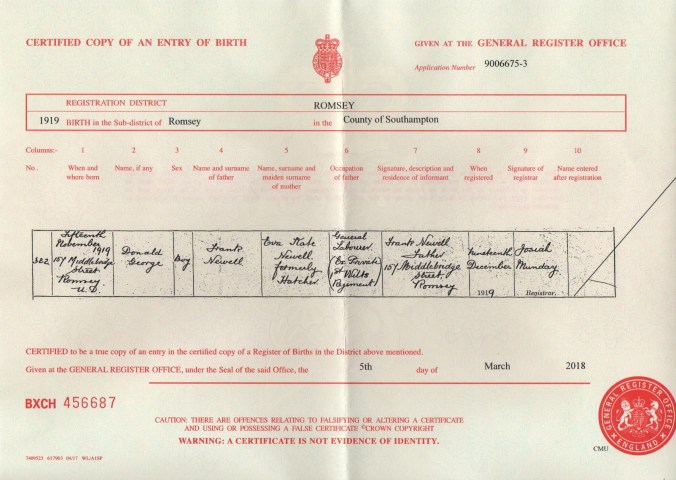 CERTIFIED COPY OF AN ENTRY OF BIRTH
GIVEN AT THE GENERAL REGISTER OFFICE
Application Number 9006675-3
REGISTRATION DISTRICT ROMSEY
1919 BIRTH in the Sub-district of Romsey in the County of Southampton
Columns:- 1 2 3 4 5 6 7 8 9 10
No. When and where born Name, if any Sex Name and surname of father Name, surname and maiden surname of mother Occupation of father Signature, description and residence of informant When registered Signature of registrar Name entered after registration
382
Fifteenth
November
1919
157 Middlebridge
Street
Romsey
U.D.
Donald
George
Boy
Frank
Newell
Eva Kate
Newell
formerly
Hatcher
General
Labourer
(Ex Private
1st Wilts
Regiment)
Frank Newell
Father
157 Middlebridge
Street
Romsey
Nineteenth
December
1919
Josiah
Munday
Registrar.
CERTIFIED to be a true copy of an entry in the certified copy of a Register of Births in the District above mentioned.
Given at the GENERAL REGISTER OFFICE, under the Seal of the said Office, the 5th day of March 2018
BXCH 456687
CAUTION: THERE ARE OFFENCES RELATING TO FALSIFYING OR ALTERING A CERTIFICATE
AND USING OR POSSESSING A FALSE CERTIFICATE ©CROWN COPYRIGHT
WARNING: A CERTIFICATE IS NOT EVIDENCE OF IDENTITY.
GENERAL REGISTER OFFICE
ENGLAND
CMU